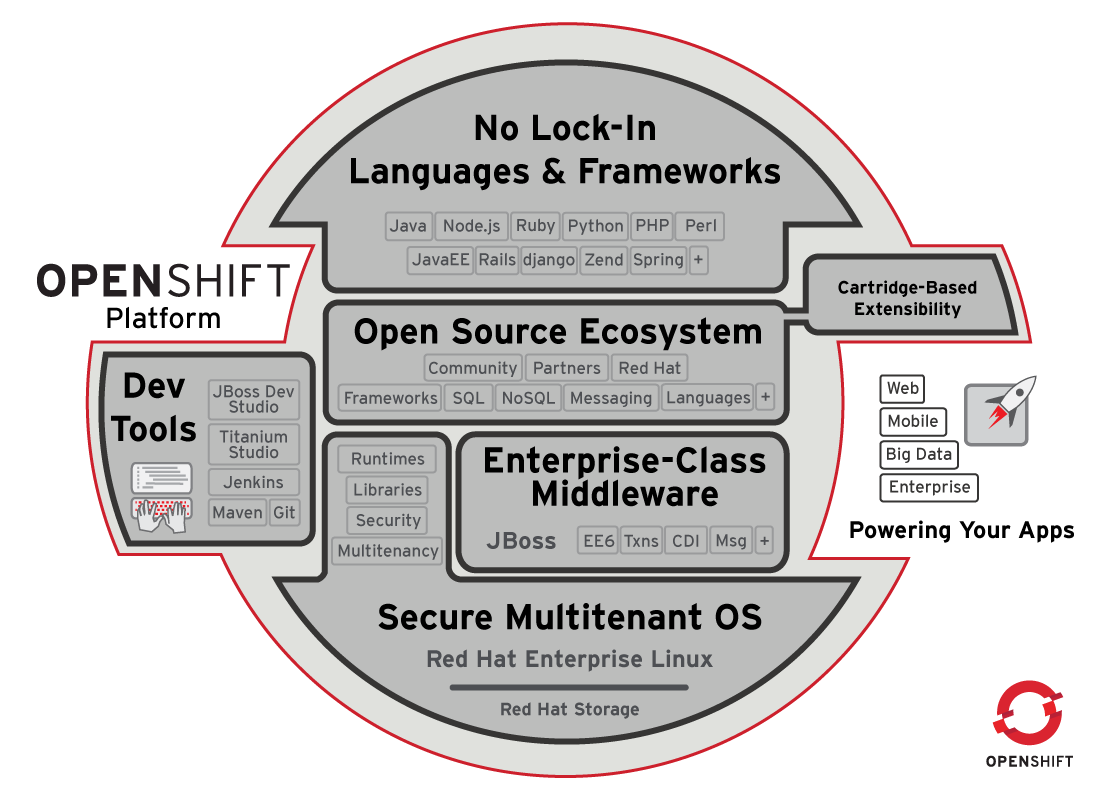 No Lock-In
Languages & Frameworks
Java Node.js Ruby Python PHP Perl
JavaEE Rails django Zend Spring +
OPENSHIFT
Platform
Cartridge-Based
Extensibility
Open Source Ecosystem
Community Partners Red Hat
Frameworks SQL NoSQL Messaging Languages +
Dev
Tools
JBoss Dev
Studio
Titanium
Studio
Jenkins
Maven Git
Runtimes
Libraries
Security
Multitenancy
Enterprise-Class
Middleware
JBoss EE6 Txns CDI Msg +
Web
Mobile
Big Data
Enterprise
Powering Your Apps
Secure Multitenant OS
Red Hat Enterprise Linux
Red Hat Storage
OPENSHIFT